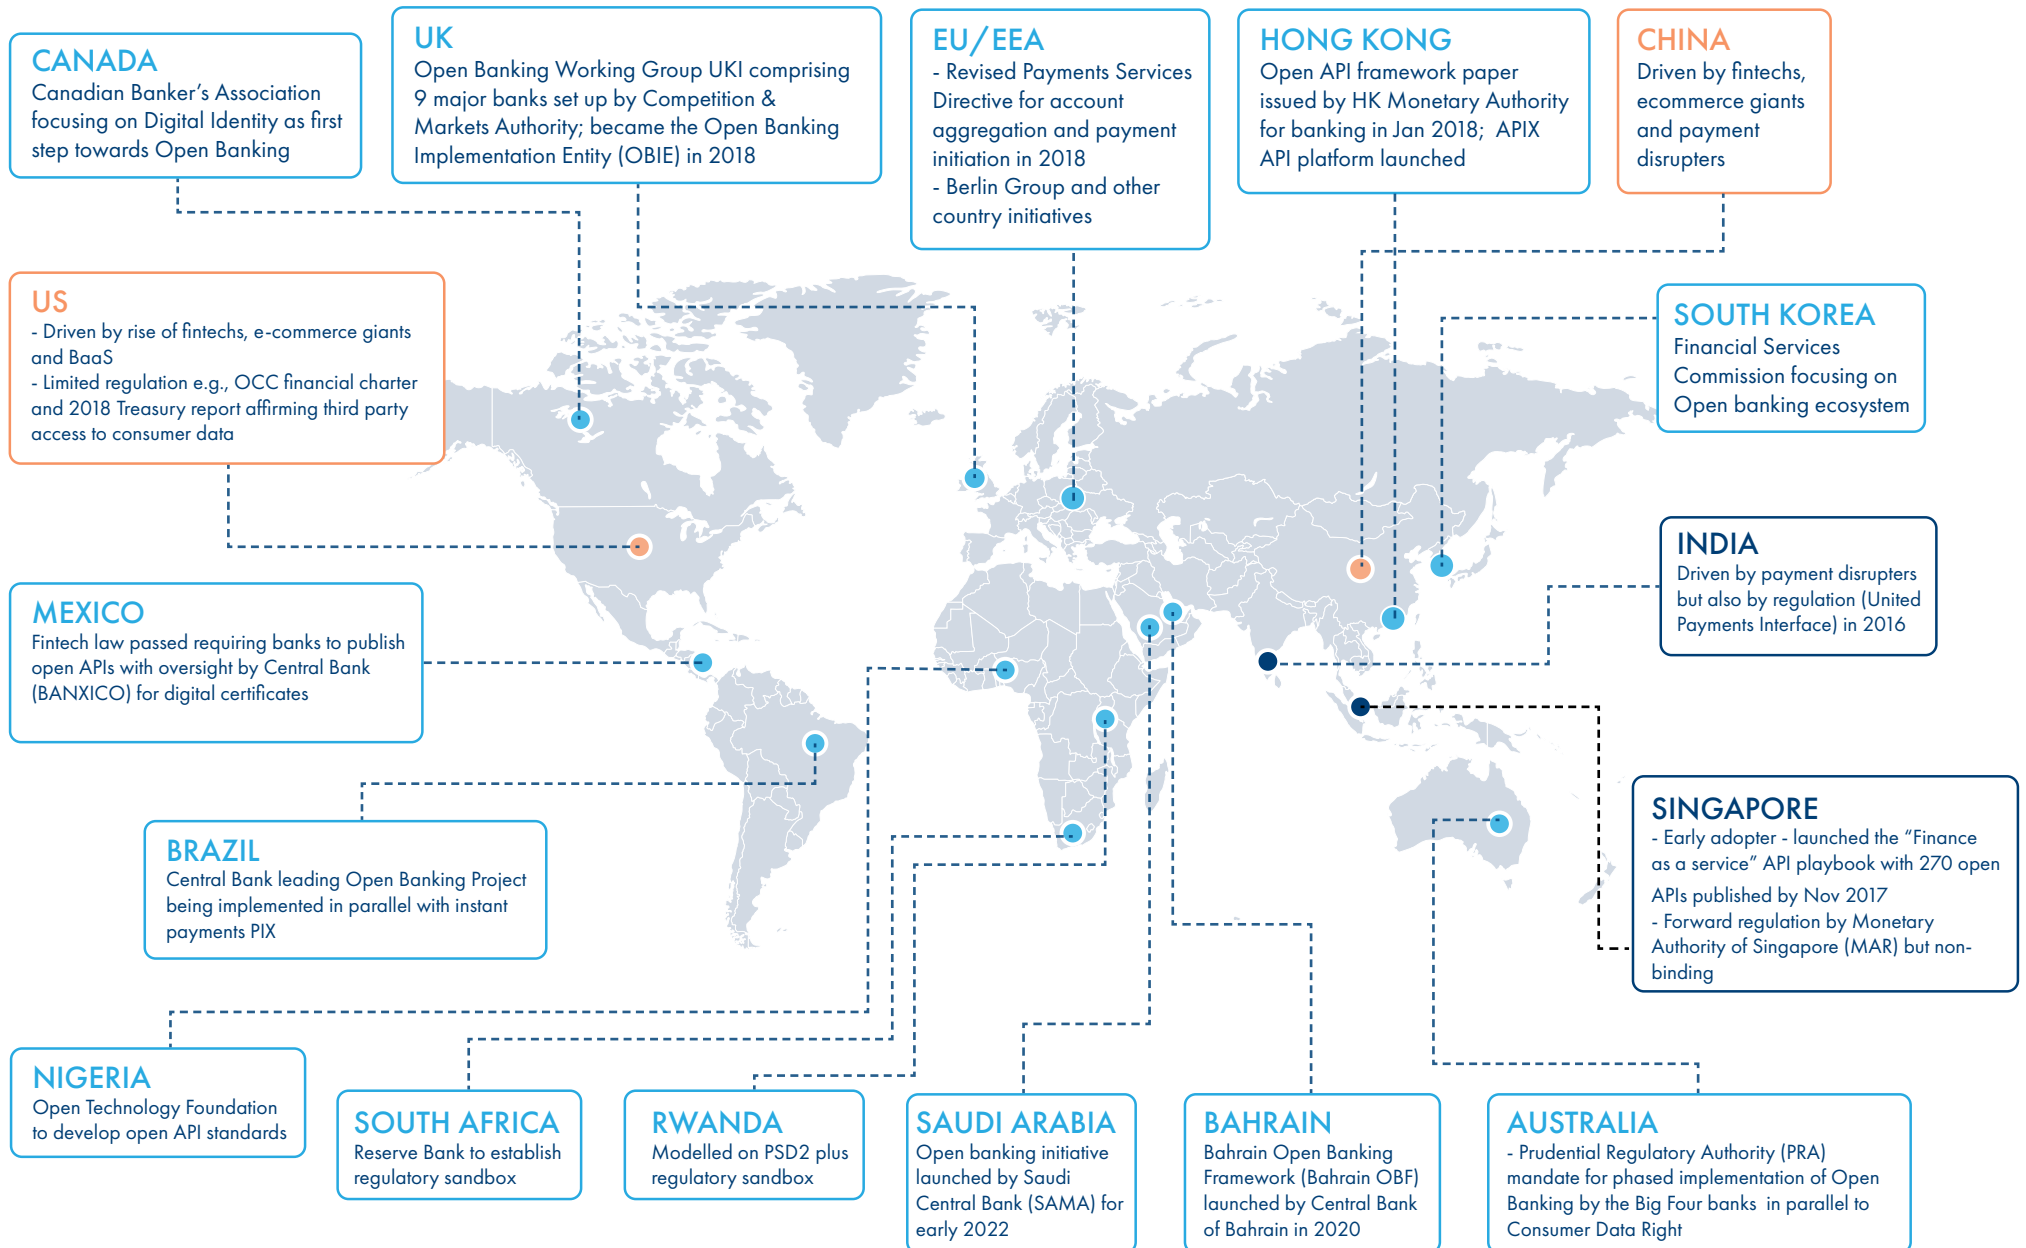 CANADA
Canadian Banker's Association
focusing on Digital Identity as first
step towards Open Banking
UK
Open Banking Working Group UKI comprising
9 major banks set up by Competition &
Markets Authority; became the Open Banking
Implementation Entity (OBIE) in 2018
EU/EEA
- Revised Payments Services
Directive for account
aggregation and payment
initiation in 2018
- Berlin Group and other
country initiatives
HONG KONG
Open API framework paper
issued by HK Monetary Authority
for banking in Jan 2018;  APIX
API platform launched
CHINA
Driven by fintechs,
ecommerce giants
and payment
disrupters
US
- Driven by rise of fintechs, e-commerce giants
and BaaS
- Limited regulation e.g., OCC financial charter
and 2018 Treasury report affirming third party
access to consumer data
SOUTH KOREA
Financial Services
Commission focusing on
Open banking ecosystem
INDIA
Driven by payment disrupters
but also by regulation (United
Payments Interface) in 2016
MEXICO
Fintech law passed requiring banks to publish
open APIs with oversight by Central Bank
(BANXICO) for digital certificates
SINGAPORE
- Early adopter - launched the “Finance
as a service” API playbook with 270 open
APIs published by Nov 2017
- Forward regulation by Monetary
Authority of Singapore (MAR) but non-
binding
BRAZIL
Central Bank leading Open Banking Project
being implemented in parallel with instant
payments PIX
NIGERIA
Open Technology Foundation
to develop open API standards
SOUTH AFRICA
Reserve Bank to establish
regulatory sandbox
RWANDA
Modelled on PSD2 plus
regulatory sandbox
SAUDI ARABIA
Open banking initiative
launched by Saudi
Central Bank (SAMA) for
early 2022
BAHRAIN
Bahrain Open Banking
Framework (Bahrain OBF)
launched by Central Bank
of Bahrain in 2020
AUSTRALIA
- Prudential Regulatory Authority (PRA)
mandate for phased implementation of Open
Banking by the Big Four banks  in parallel to
Consumer Data Right